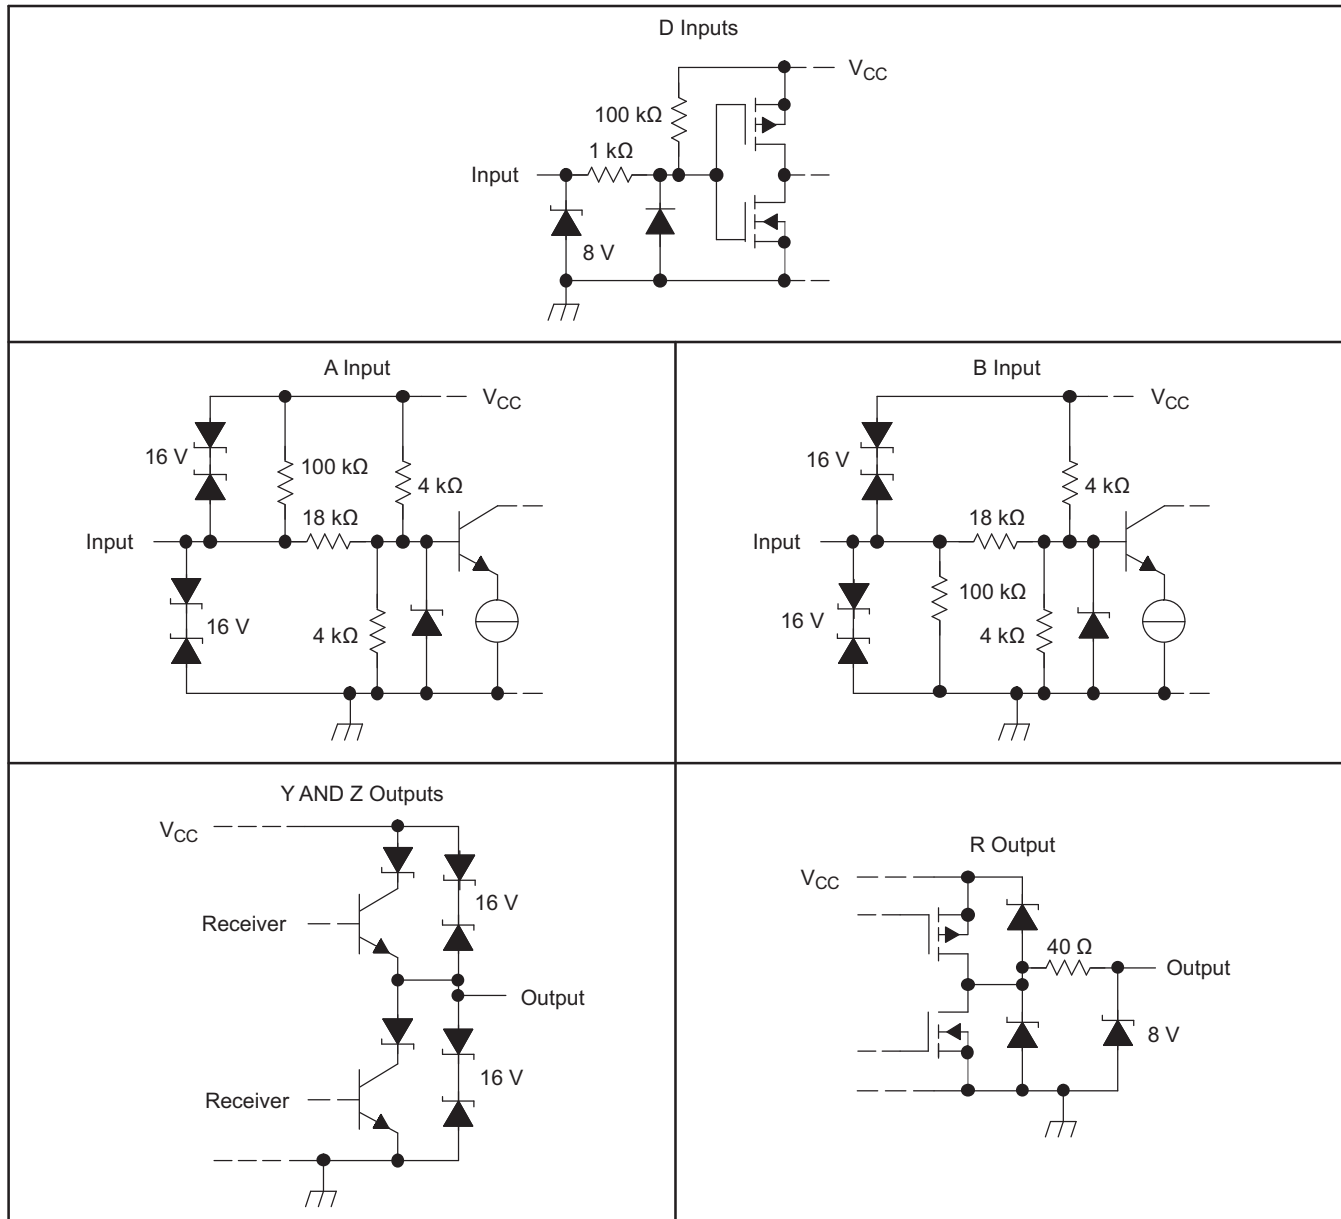 D Inputs
VCC
100 kΩ
1 kΩ
Input
8 V
A Input
VCC
16 V
100 kΩ
4 kΩ
18 kΩ
Input
16 V
4 kΩ
B Input
VCC
16 V
4 kΩ
18 kΩ
Input
100 kΩ
16 V
4 kΩ
Y AND Z Outputs
VCC
16 V
Receiver
Output
16 V
Receiver
R Output
VCC
40 Ω
Output
8 V